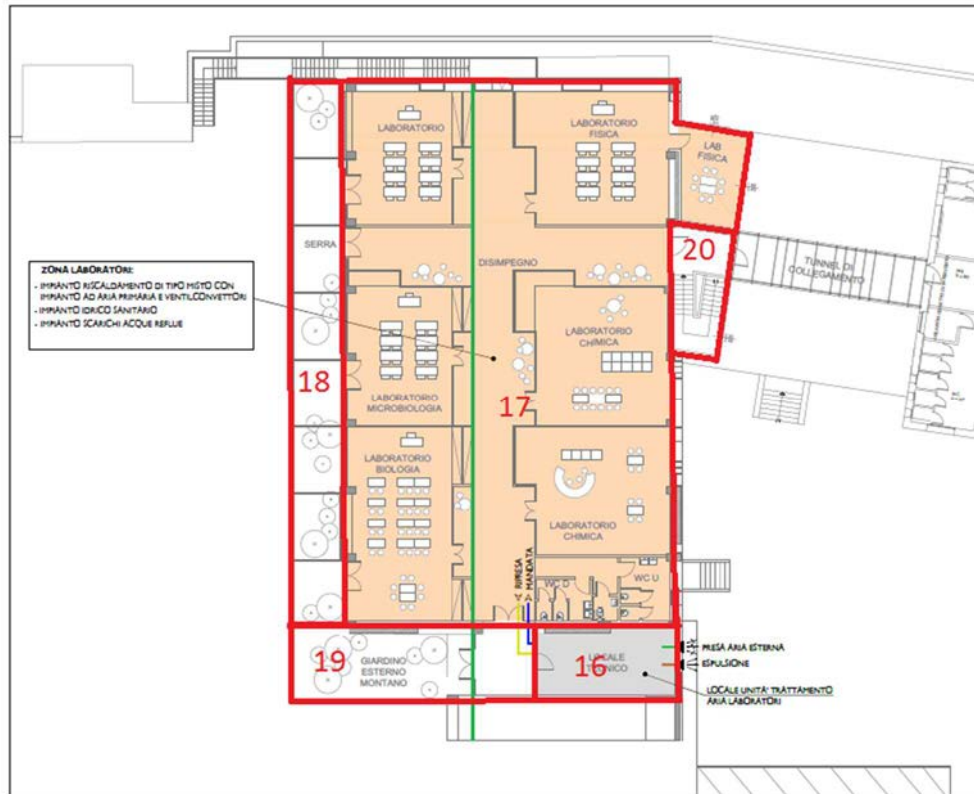 LABORATORIO
LABORATORIO
FISICA
LAB
FISICA
20
SERRA
DISIMPEGNO
TUNNEL DI
COLLEGAMENTO
ZONA LABORATORI:
- IMPIANTO RISCALDAMENTO DI TIPO MISTO CON
IMPIANTO AD ARIA PRIMARIA E VENTILCONVETTORI
- IMPIANTO IDRICO SANITARIO
- IMPIANTO SCARICHI ACQUE REFLUE
LABORATORIO
CHIMICA
18
17
LABORATORIO
MICROBIOLOGIA
LABORATORIO
BIOLOGIA
LABORATORIO
CHIMICA
RIPRESA
MANDATA
WC D
WC U
19
GIARDINO
ESTERNO
MONTANO
16
LOCALE
TECNICO
PRESA ARIA ESTERNA
ESPULSIONE
LOCALE UNITA' TRATTAMENTO
ARIA LABORATORI